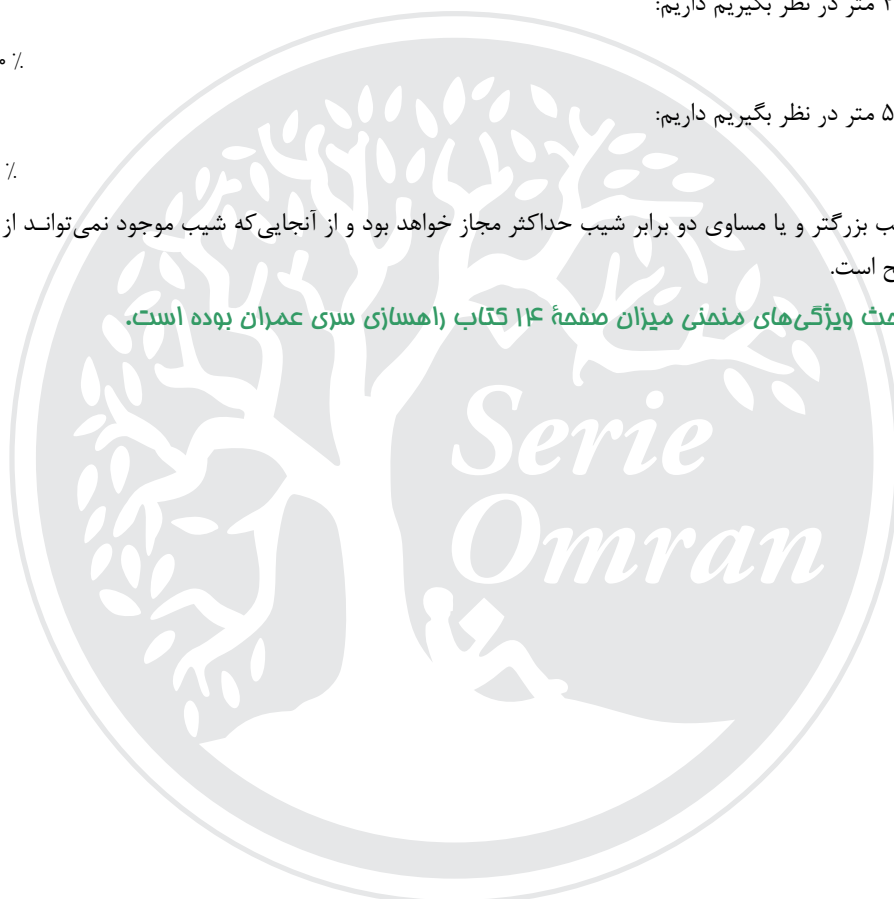 متر در نظر بگیریم داریم:
٪
۵ متر در نظر بگیریم داریم:
٪
بزرگتر و یا مساوی دو برابر شیب حداکثر مجاز خواهد بود و از آنجایی‌که شیب موجود نمی‌توانـد از
است.
ویژگی‌های منحنی میزان صفحهٔ ۱۴ کتاب راهسازی سری عمران بوده است.
Serie
Omran